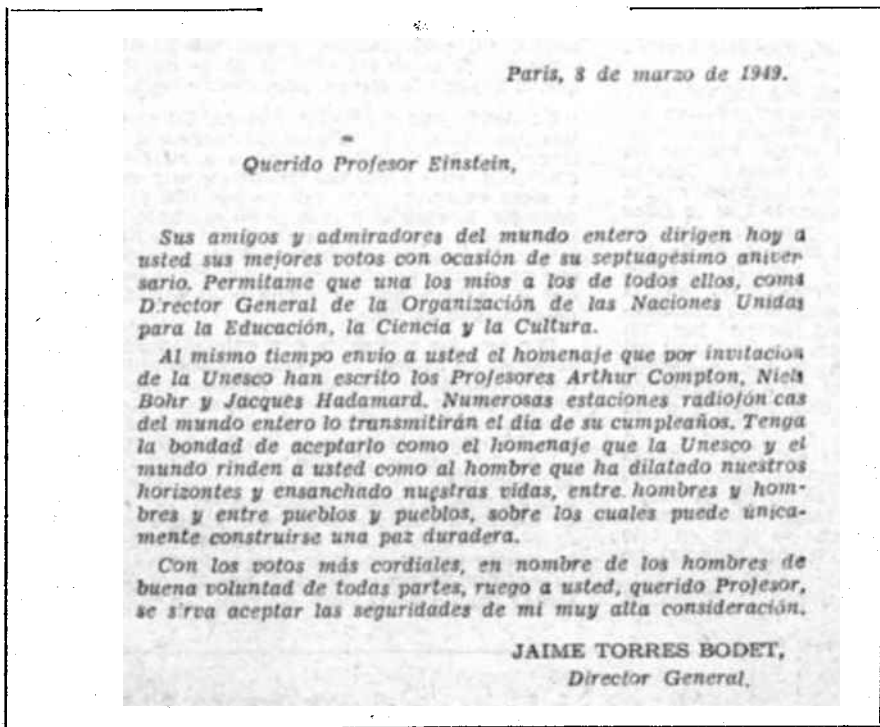 París, 8 de marzo de 1949.
Querido Profesor Einstein,
Sus amigos y admiradores del mundo entero dirigen hoy a
usted sus mejores votos con ocasión de su septuagésimo aniver
sario. Permítame que una los míos a los de todos ellos, como
D rector General de la Organización de las Naciones Unidas
para la Educación, la Ciencia y la Cultura.
Al mismo tiempo envío a usted el homenaje que por invitación
de la Unesco han escrito los Profesores Arthur Compton, Niels
Bohr y Jacques Hadamard. Numerosas estaciones radiofón cas
del mundo entero lo transmitirán el día de su cumpleaños. Tenga
la bondad de aceptarlo como el homenaje que la Unesco y el
mundo rinden a usted como al hombre que ha dilatado nuestros
horizontes y ensanchado nuestras vidas, entre hombres y hom-
bres y entre pueblos y pueblos, sobre los cuales puede única-
mente construirse una paz duradera.
Con los votos más cordiales, en nombre de los hombres de
buena voluntad de todas partes, ruego a usted, querido Profesor,
se s rva aceptar las seguridades de mi muy alta consideración.
JAIME TORRES BODET,
Director General.